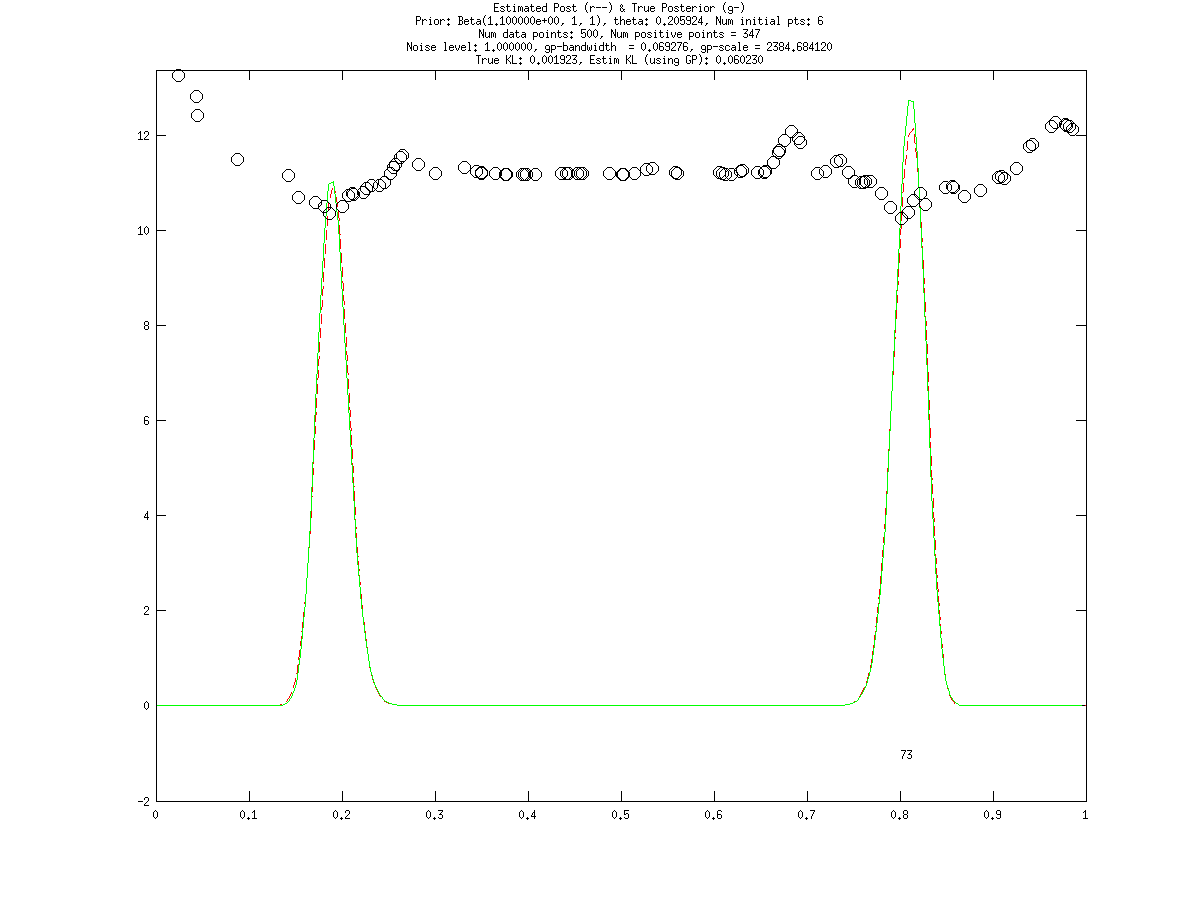 Estimated Post (r--) & True Posterior (g-)
Prior: Beta(1.100000e+00, 1, 1), theta: 0.205924, Num initial pts: 6
Num data points: 500, Num positive points = 347
Noise level: 1.000000, gp-bandwidth  = 0.069276, gp-scale = 2384.684120
True KL: 0.001923, Estim KL (using GP): 0.060230
12
10
8
6
4
2
0
73
-2
0 0.1 0.2 0.3 0.4 0.5 0.6 0.7 0.8 0.9 1